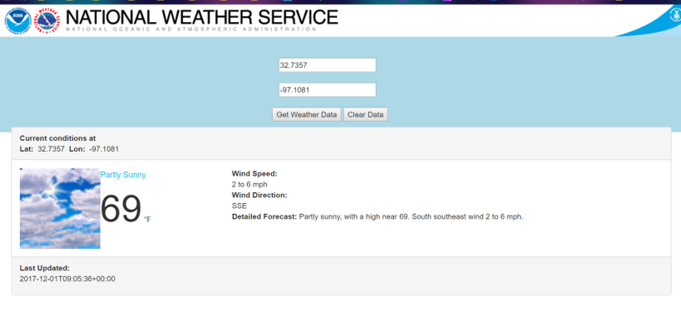 NATIONAL WEATHER SERVICE
NATIONAL OCEANIC AND ATMOSPHERIC ADMINISTRATION
32.7357
-97.1081
Get Weather Data Clear Data
Current conditions at
Lat: 32.7357 Lon: -97.1081
Partly Sunny
69 °F
Wind Speed:
2 to 6 mph
Wind Direction:
SSE
Detailed Forecast: Partly sunny, with a high near 69. South southeast wind 2 to 6 mph.
Last Updated:
2017-12-01T09:05:36+00:00